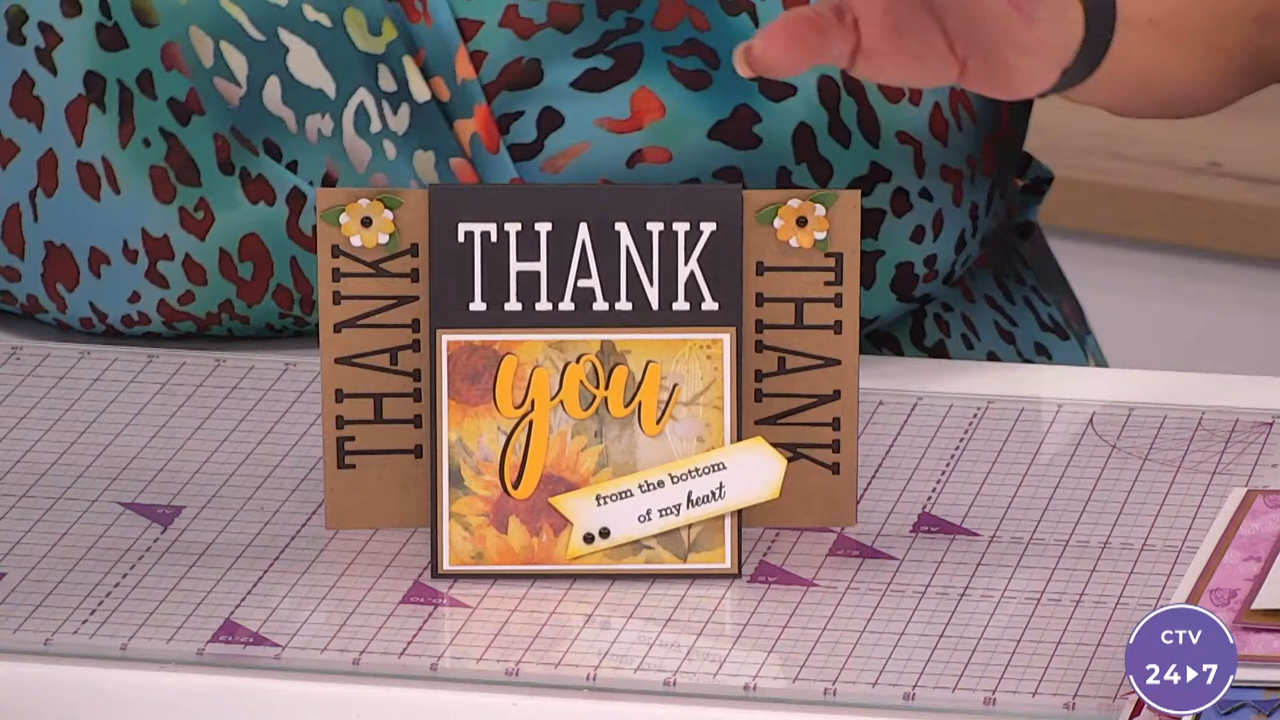 THANK
THANK
you
from the bottom
of my heart
THANK
CTV
24▶7